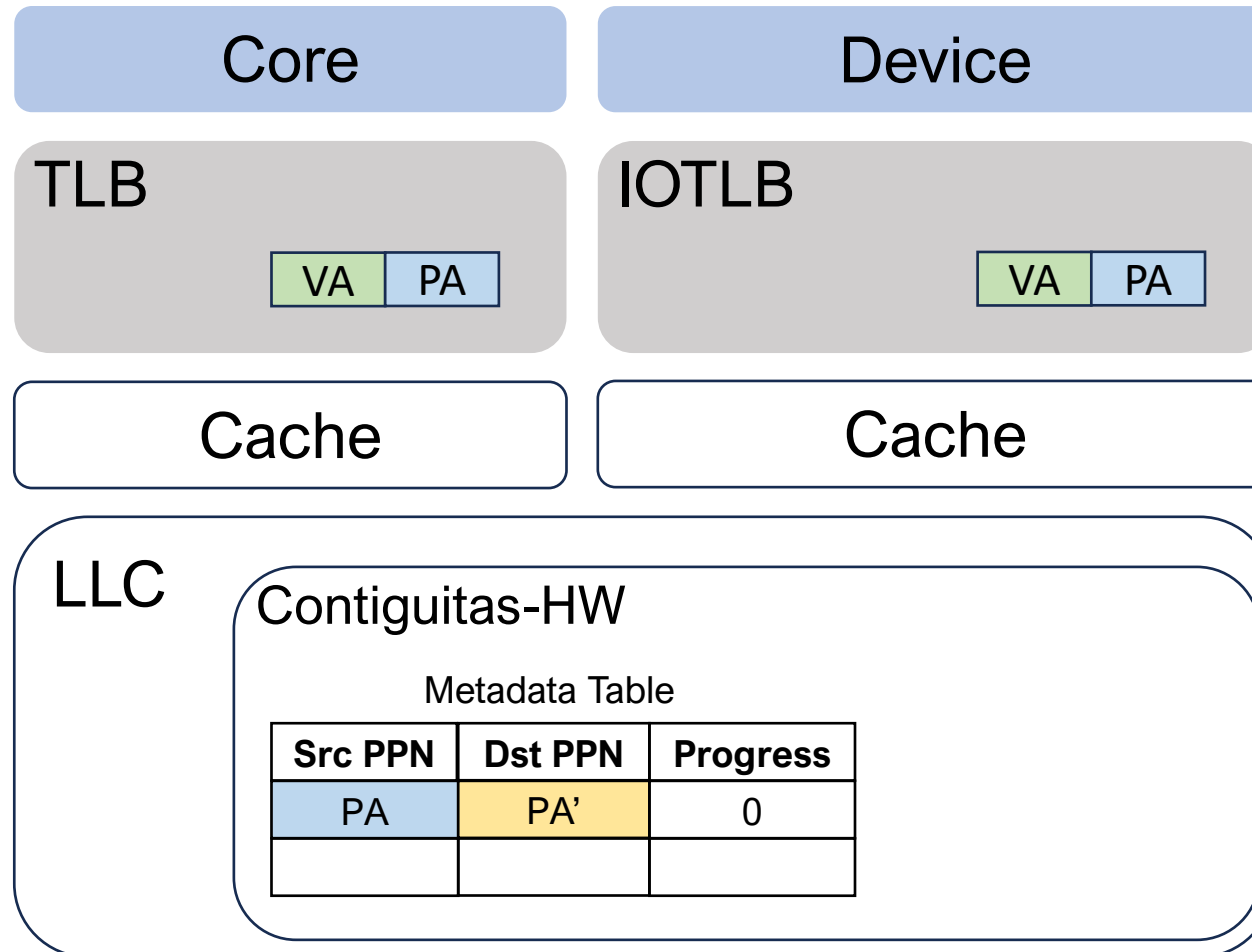 Core
Device
TLB
IOTLB
VA PA
VA PA
Cache
Cache
LLC
Contiguitas-HW
Metadata Table
Src PPN Dst PPN Progress
PA PA’ 0